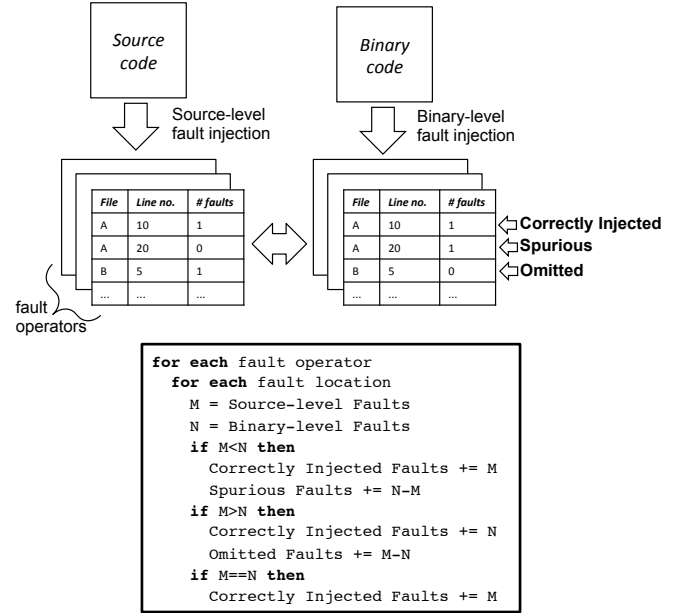 Source
code
Binary
code
Source-level
fault injection
Binary-level
fault injection
File Line no. # faults
A 10 1
A 20 0
B 5 1
... ... ...
File Line no. # faults
A 10 1
A 20 1
B 5 0
... ... ...
Correctly Injected
Spurious
Omitted
fault
operators
for each fault operator
for each fault location
M = Source-level Faults
N = Binary-level Faults
if M<N then
Correctly Injected Faults += M
Spurious Faults += N-M
if M>N then
Correctly Injected Faults += N
Omitted Faults += M-N
if M==N then
Correctly Injected Faults += M